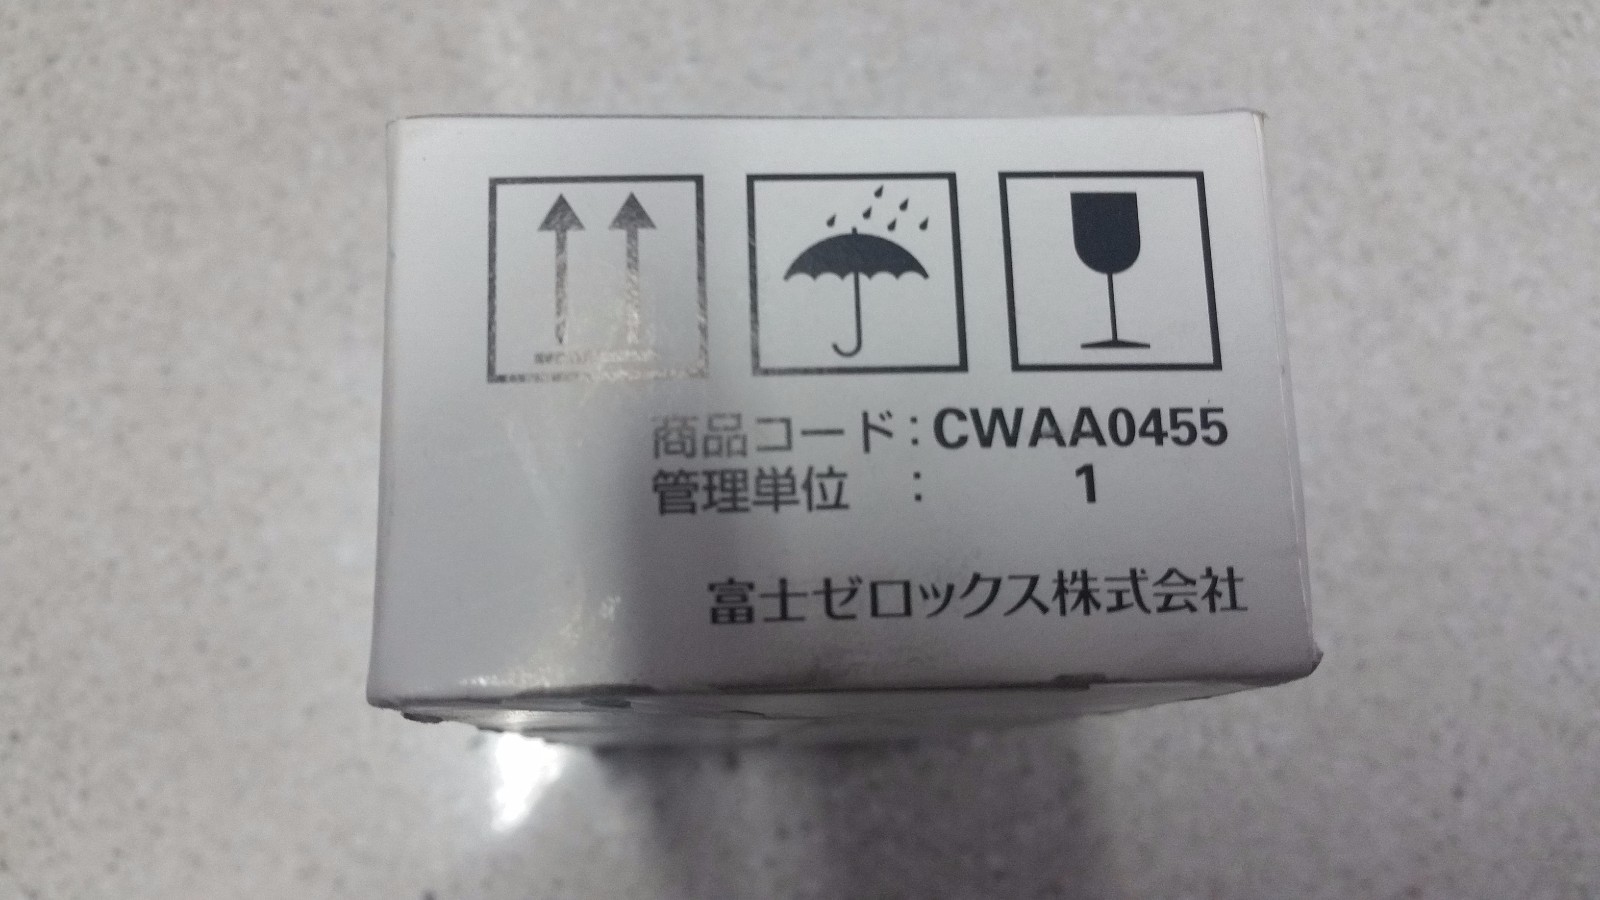 商品コード:CWAA0455
管理単位 : 1
富士ゼロックス株式会社